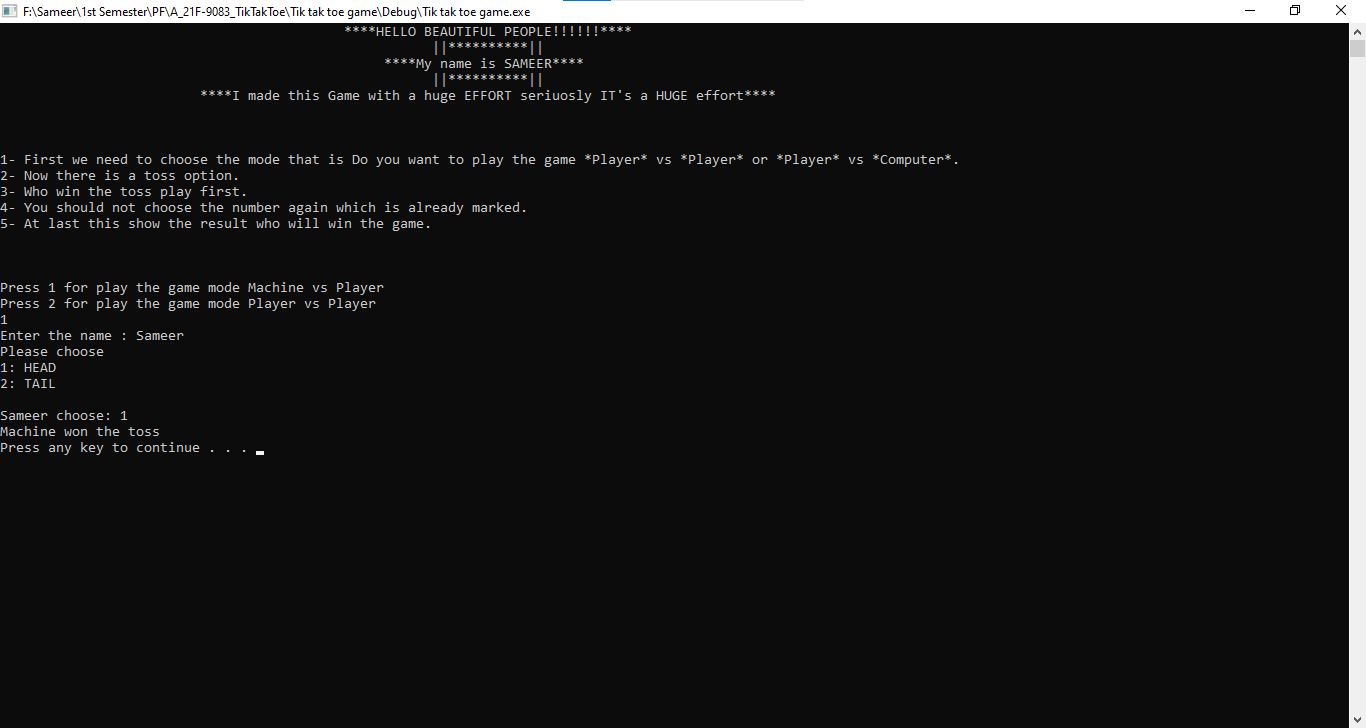 F:\Sameer\1st Semester\PF\A_21F-9083_TikTakToe\Tik tak toe game\Debug\Tik tak toe game.exe
****HELLO BEAUTIFUL PEOPLE!!!!!!****
||**********||
****My name is SAMEER****
||**********||
****I made this Game with a huge EFFORT seriuosly IT's a HUGE effort****
1- First we need to choose the mode that is Do you want to play the game *Player* vs *Player* or *Player* vs *Computer*.
2- Now there is a toss option.
3- Who win the toss play first.
4- You should not choose the number again which is already marked.
5- At last this show the result who will win the game.
Press 1 for play the game mode Machine vs Player
Press 2 for play the game mode Player vs Player
1
Enter the name : Sameer
Please choose
1: HEAD
2: TAIL
Sameer choose: 1
Machine won the toss
Press any key to continue . . .